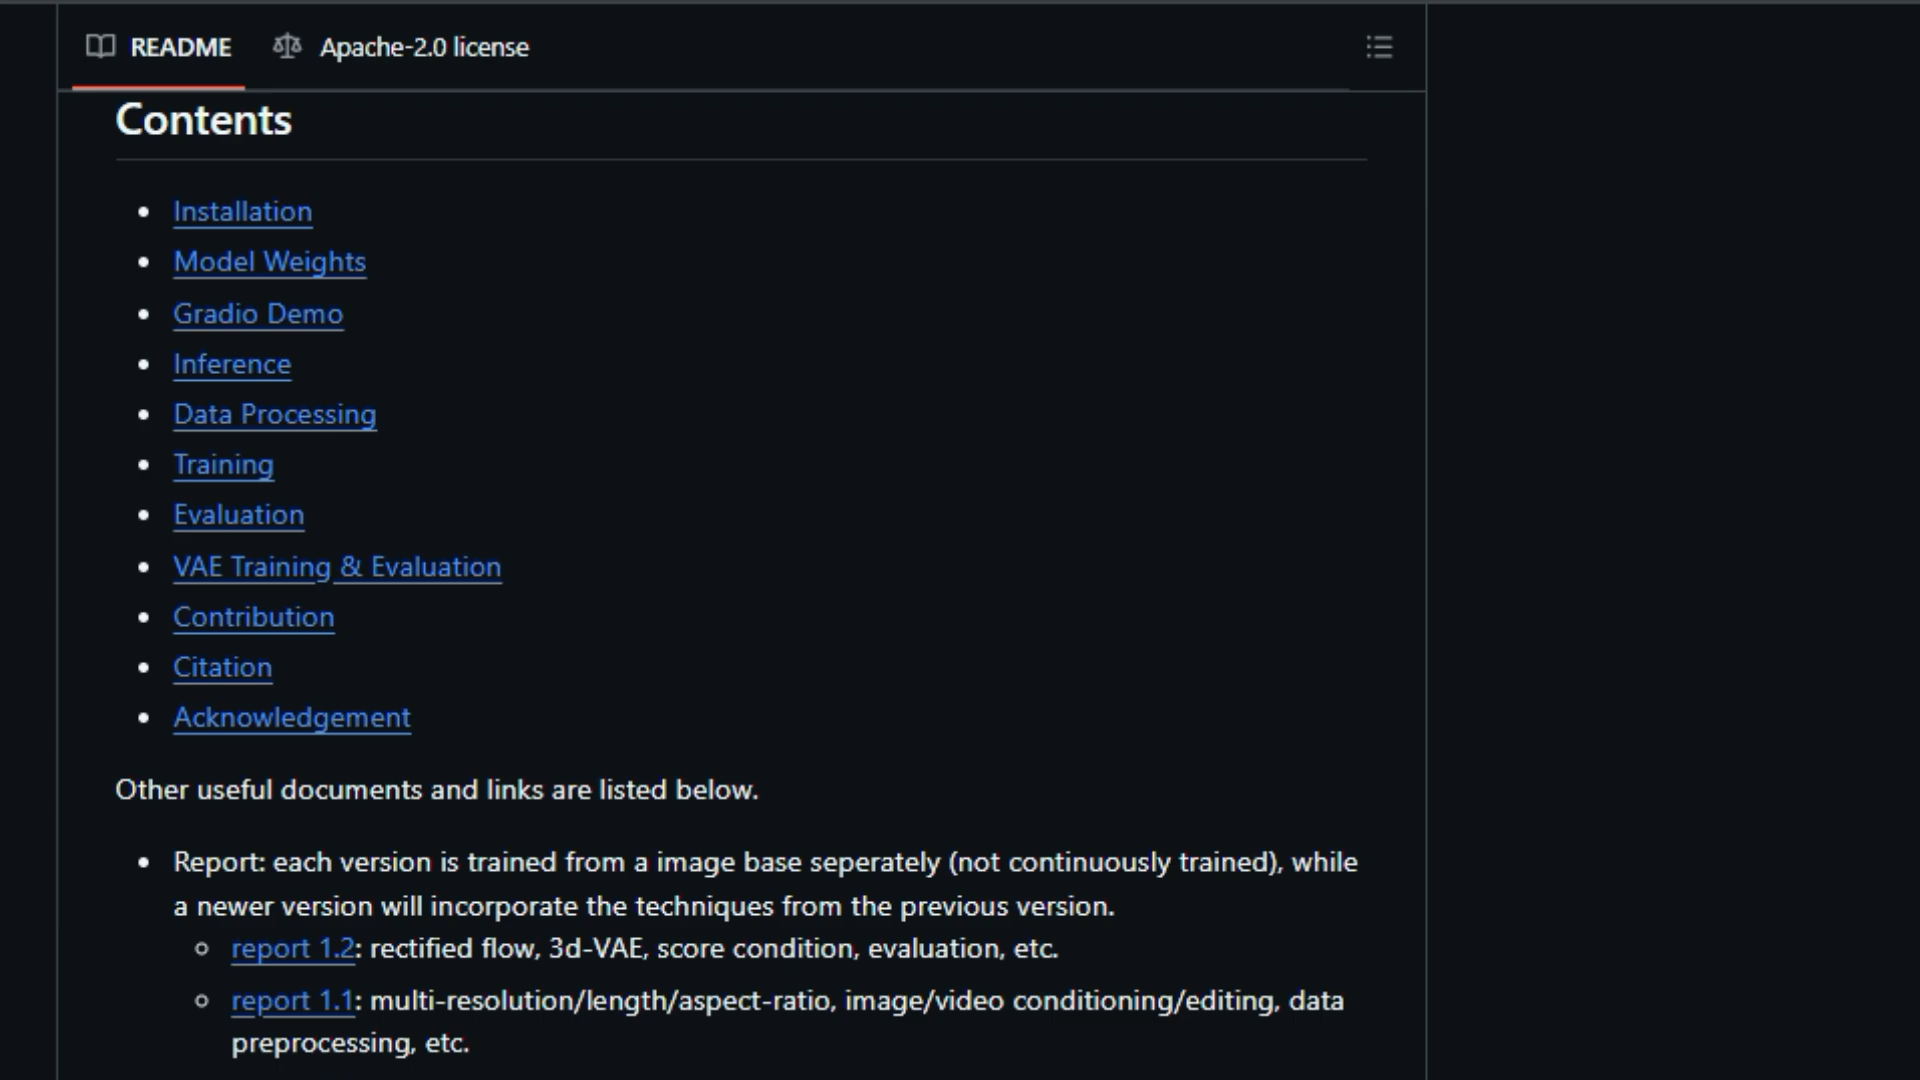 README
Apache-2.0 license
Contents
Installation
Model Weights
Gradio Demo
Inference
Data Processing
Training
Evaluation
VAE Training & Evaluation
Contribution
Citation
Acknowledgement
Other useful documents and links are listed below.
Report: each version is trained from a image base seperately (not continuously trained), while
a newer version will incorporate the techniques from the previous version.
report 1.2: rectified flow, 3d-VAE, score condition, evaluation, etc.
report 1.1: multi-resolution/length/aspect-ratio, image/video conditioning/editing, data
preprocessing, etc.